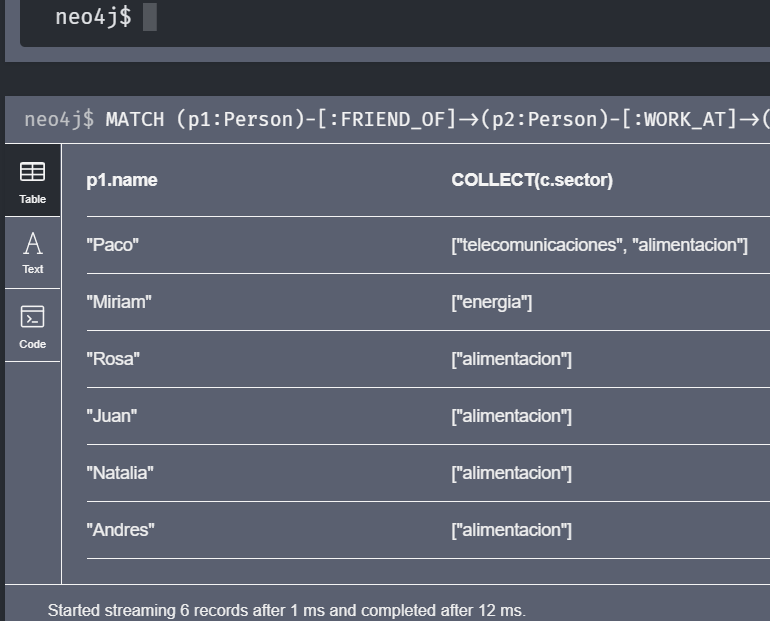 neo4j$
neo4j$ MATCH (p1:Person)-[:FRIEND_OF]→(p2:Person)-[:WORK_AT]→(
Table
p1.name COLLECT(c.sector)
"Paco" ["telecomunicaciones", "alimentacion"]
Text
"Miriam" ["energia"]
Code
"Rosa" ["alimentacion"]
"Juan" ["alimentacion"]
"Natalia" ["alimentacion"]
"Andres" ["alimentacion"]
Started streaming 6 records after 1 ms and completed after 12 ms.